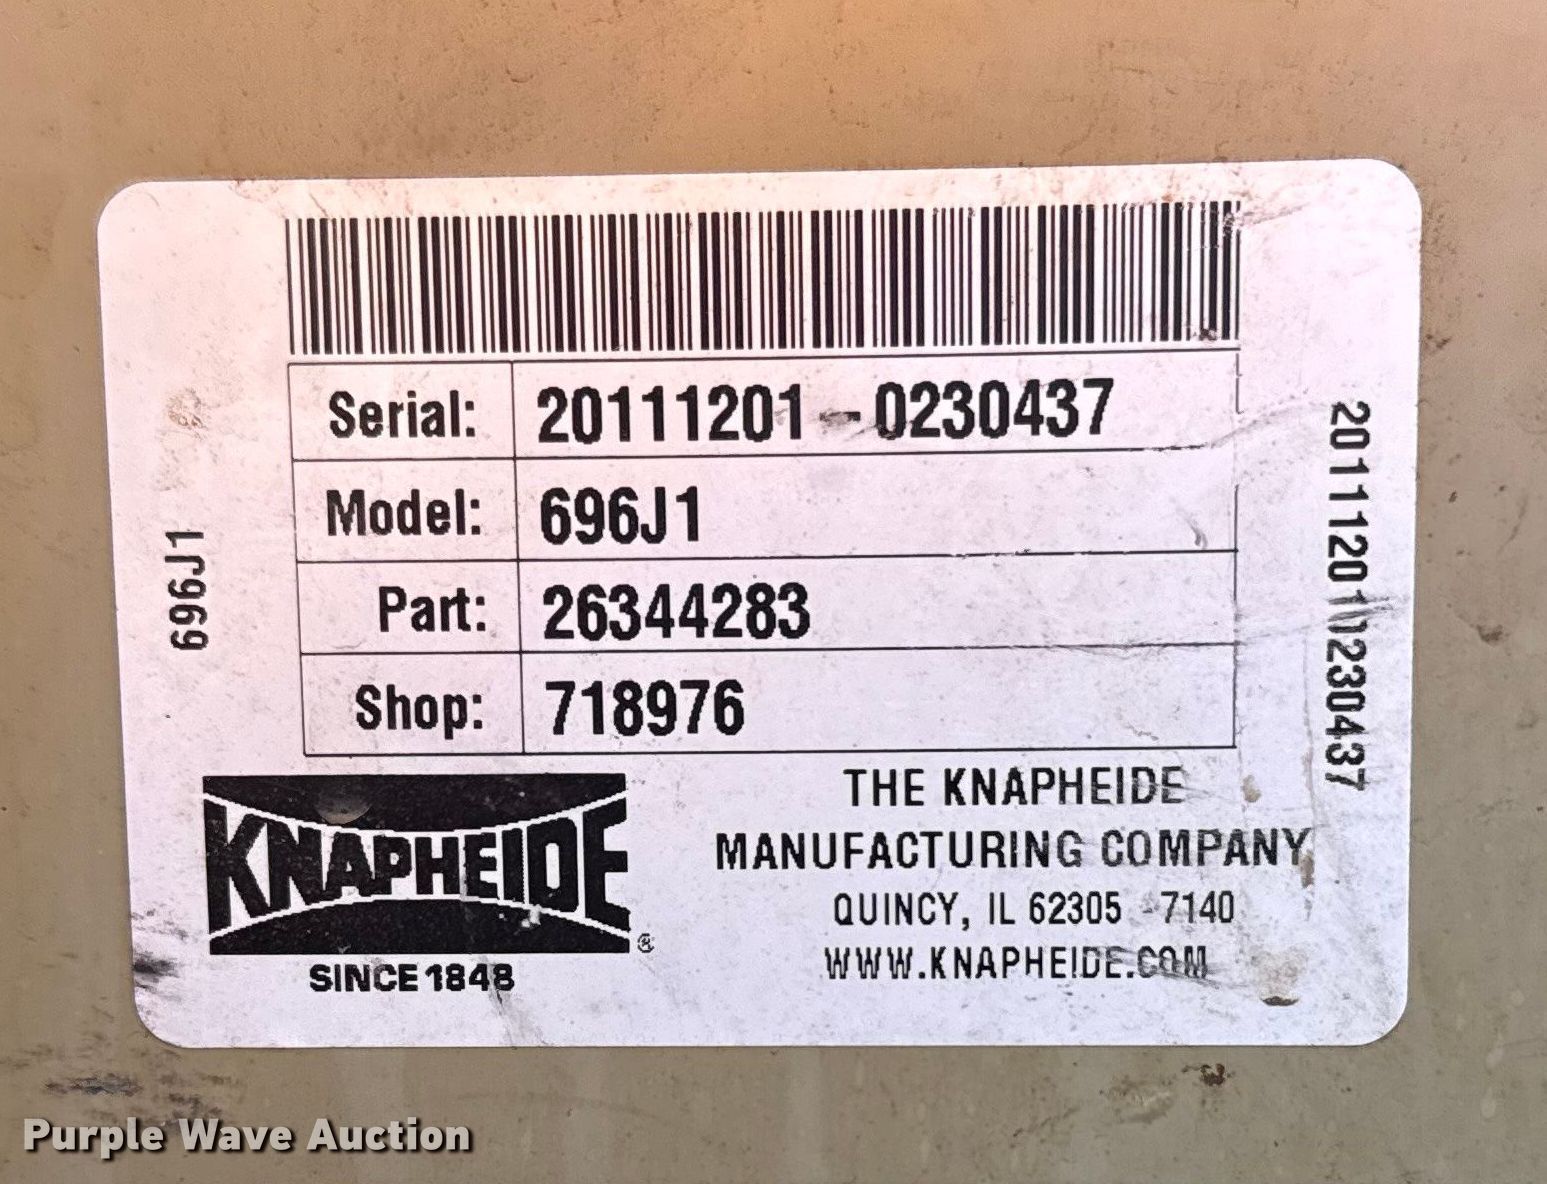 Serial: 20111201-0230437
Model: 696J1
Part: 26344283
Shop: 718976
696J1
20111201 0230437
KNAPHEIDE
®
SINCE 1848
THE KNAPHEIDE
MANUFACTURING COMPANY
QUINCY, IL 62305 -7140
WWW.KNAPHEIDE.COM
Purple Wave Auction